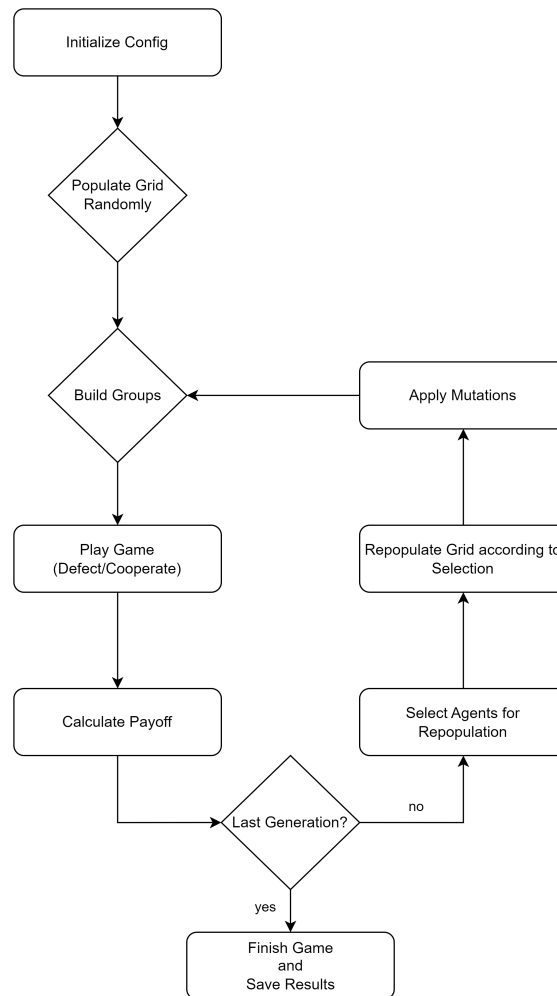 Initialize Config
Populate Grid
Randomly
Build Groups
Apply Mutations
Play Game
(Defect/Cooperate)
Repopulate Grid according to
Selection
Calculate Payoff
Select Agents for
Repopulation
Last Generation?
no
yes
Finish Game
and
Save Results